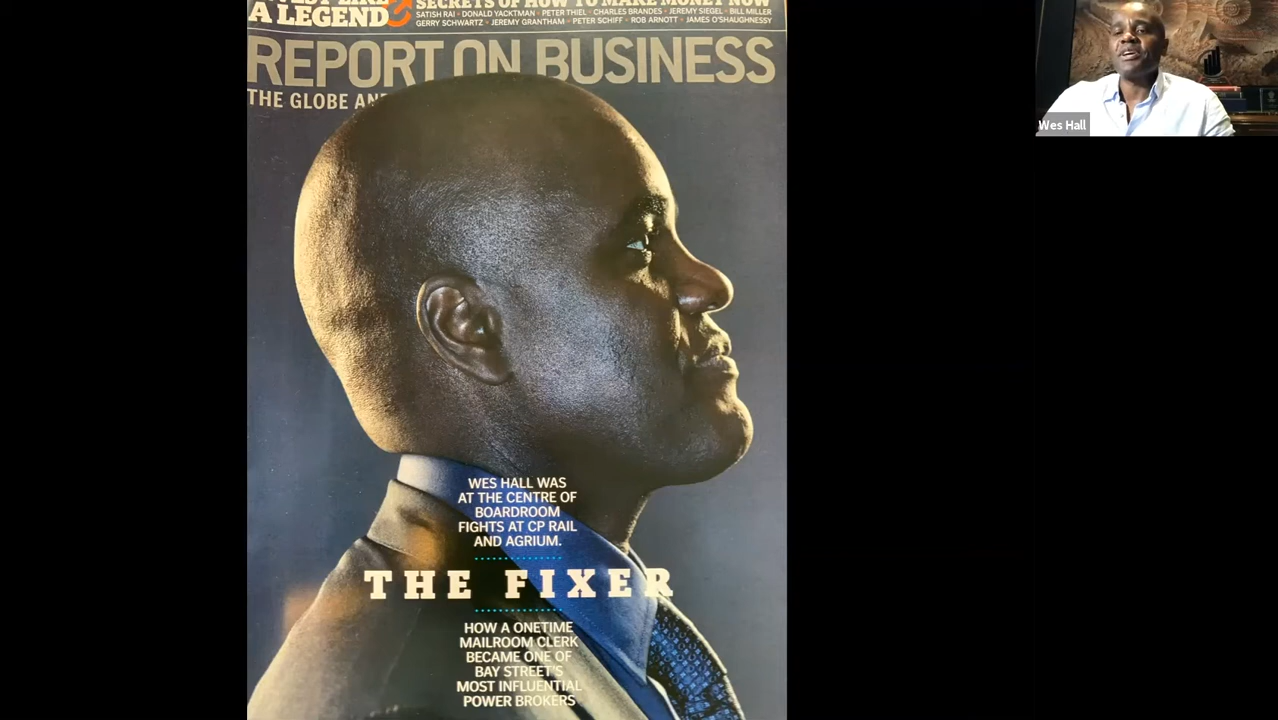 A LEGEND
SECRETS OF HOW TO MAKE MONEY NOW
SATISH RAI • DONALD YACKTMAN • PETER THIEL • CHARLES BRANDES • JEREMY SIEGEL • BILL MILLER
GERRY SCHWARTZ • JEREMY GRANTHAM • PETER SCHIFF • ROB ARNOTT • JAMES O'SHAUGHNESSY
REPORT ON BUSINESS
THE GLOBE AN
WES HALL WAS
AT THE CENTRE OF
BOARDROOM
FIGHTS AT CP RAIL
AND AGRIUM.
THE FIXER
HOW A ONETIME
MAILROOM CLERK
BECAME ONE OF
BAY STREET'S
MOST INFLUENTIAL
POWER BROKERS
Wes Hall